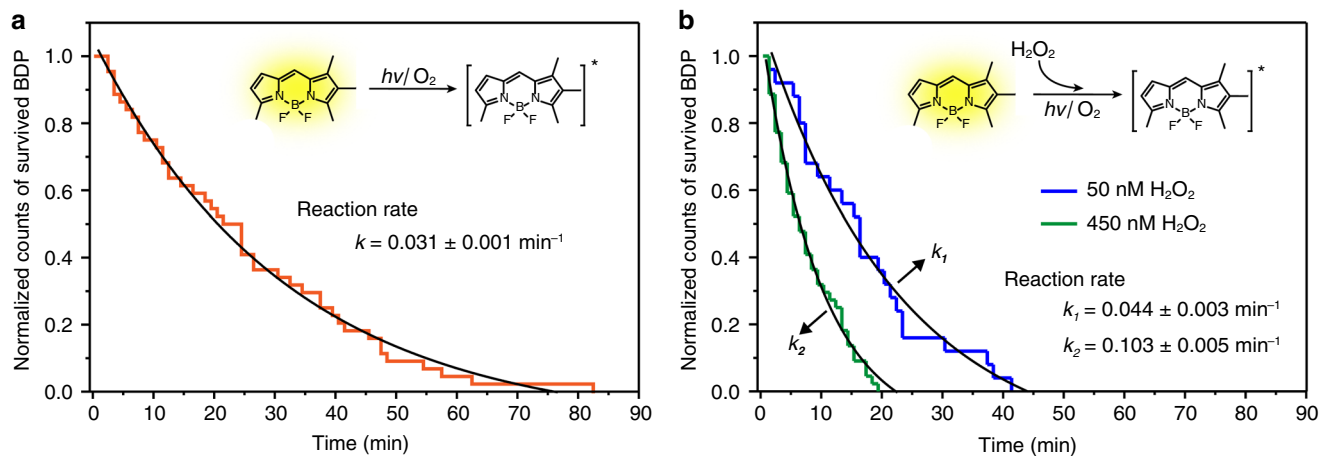 a
Normalized counts of survived BDP
1.0
0.8
0.6
0.4
0.2
0.0
0 10 20 30 40 50 60 70 80 90
Time (min)
N B N
F F
hν/ O₂
[ N B N ]*
F F
Reaction rate
k = 0.031 ± 0.001 min⁻¹
b
Normalized counts of survived BDP
1.0
0.8
0.6
0.4
0.2
0.0
0 10 20 30 40 50 60 70 80 90
Time (min)
H₂O₂
N B N
F F
hν/ O₂
[ N B N ]*
F F
50 nM H₂O₂
450 nM H₂O₂
k₁
k₂
Reaction rate
k₁ = 0.044 ± 0.003 min⁻¹
k₂ = 0.103 ± 0.005 min⁻¹